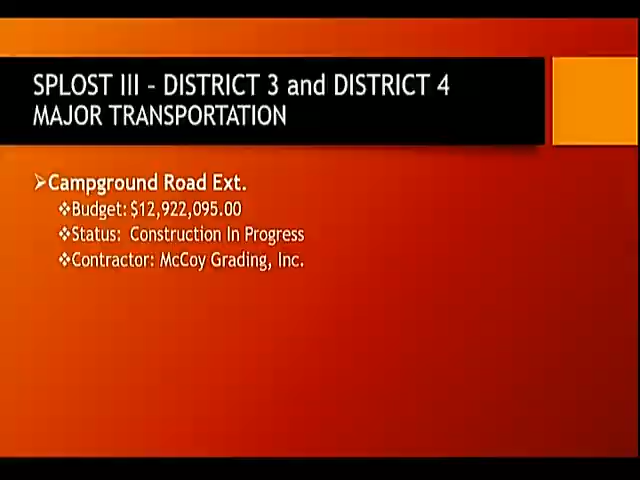 SPLOST III – DISTRICT 3 and DISTRICT 4
MAJOR TRANSPORTATION
➢Campground Road Ext.
❖Budget: $12,922,095.00
❖Status: Construction In Progress
❖Contractor: McCoy Grading, Inc.